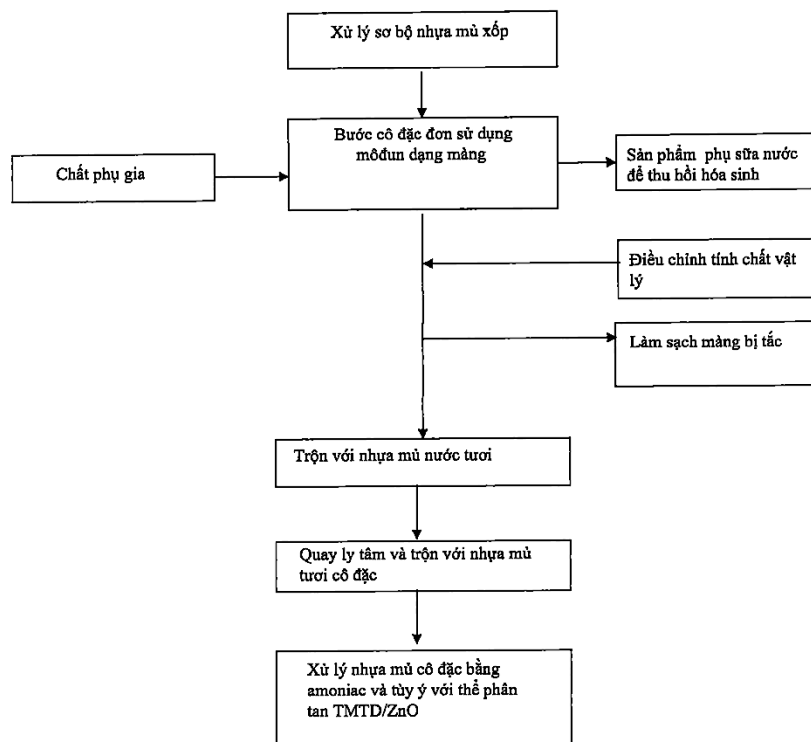 Xử lý sơ bộ nhựa mủ xốp
Bước cô đặc đơn sử dụng
môđun dạng màng
Chất phụ gia
Sản phẩm phụ sữa nước
để thu hồi hóa sinh
Điều chỉnh tính chất vật
lý
Làm sạch màng bị tắc
Trộn với nhựa mủ nước tươi
Quay ly tâm và trộn với nhựa mủ
tươi cô đặc
Xử lý nhựa mủ cô đặc bằng
amoniac và tùy ý với thể phân
tan TMTD/ZnO